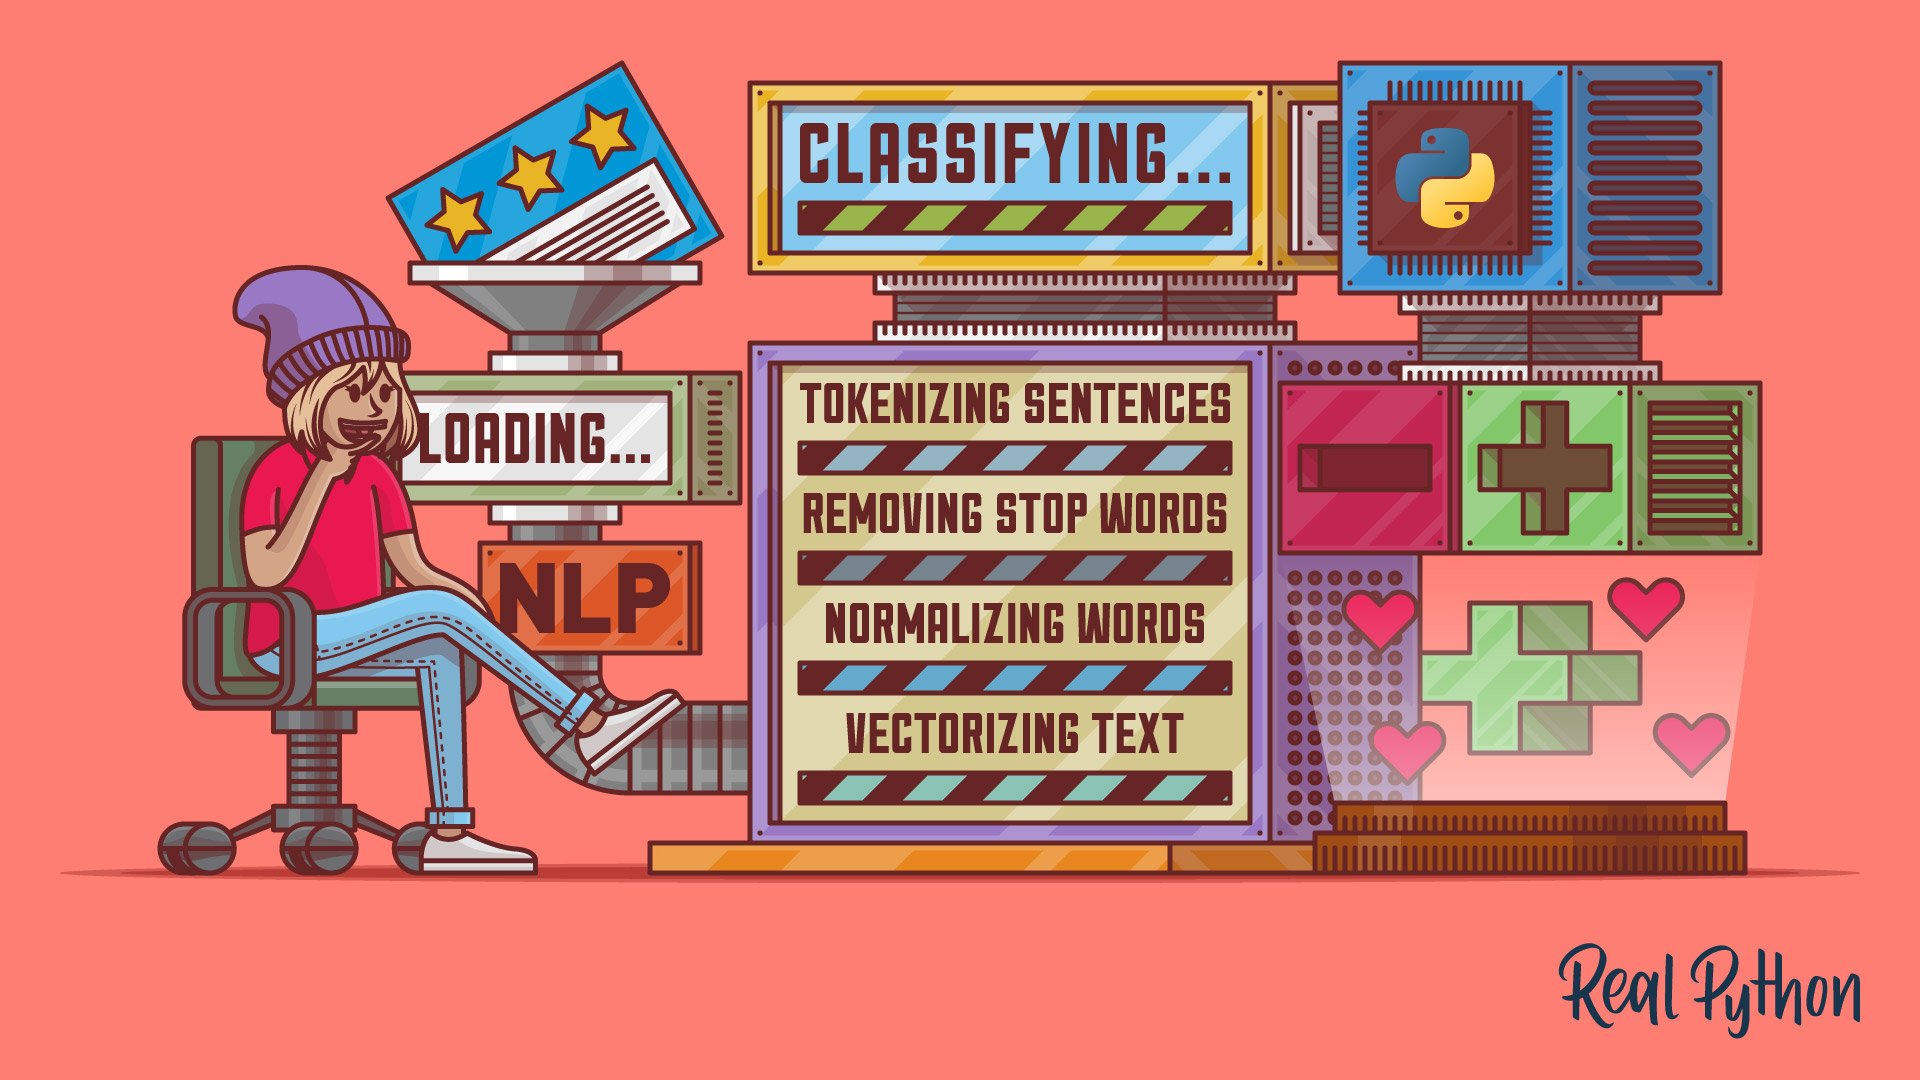 CLASSIFYING...
LOADING...
NLP
TOKENIZING SENTENCES
REMOVING STOP WORDS
NORMALIZING WORDS
VECTORIZING TEXT
Real Python